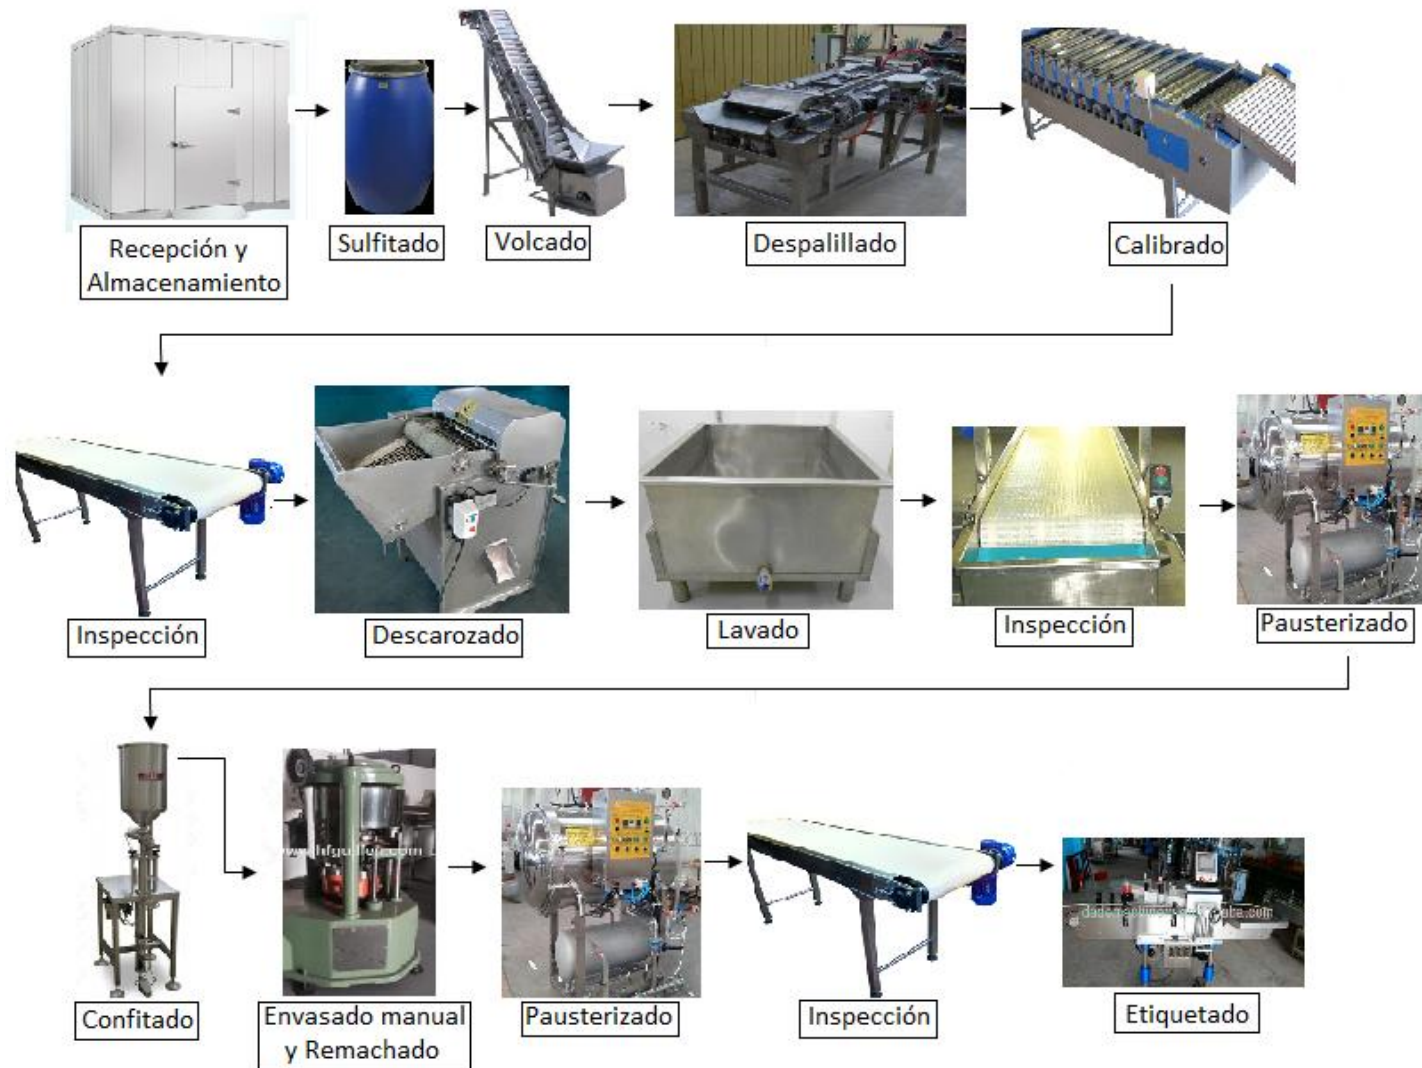 Recepción y
Almacenamiento
Sulfitado
Volcado
Despalillado
Calibrado
Inspección
Descarozado
Lavado
Inspección
Pausterizado
Confitado
Envasado manual
y Remachado
Pausterizado
Inspección
Etiquetado